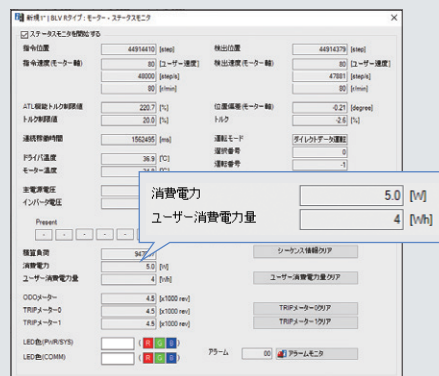 新規1*| BLV Rタイプ: モーター - ステータスモニタ
ステータスモニタを開始する
指令位置 44914410 [step] 検出位置 44914379 [step]
指令速度(モーター軸) 80 [ユーザー速度] 検出速度(モーター軸) 80 [ユーザー速度]
48000 [step/s] 47881 [step/s]
80 [r/min] 80 [r/min]
ATL機能トルク制限値 220.7 [%] 位置偏差(モーター軸) -0.21 [degree]
トルク制限値 20.0 [%] トルク -2.6 [%]
連続稼働時間 1562495 [ms] 運転モード ダイレクトデータ運転
選択番号 0
ドライバ温度 36.9 [℃] 運転番号 -1
モーター温度 [℃]
主電源電圧
インバータ電圧
消費電力 5.0 [W]
ユーザー消費電力量 4 [Wh]
Present
- - - - -
積算負荷 シーケンス情報クリア
消費電力 5.0 [W]
ユーザー消費電力量 4 [Wh] ユーザー消費電力量クリア
ODOメーター 4.5 [x1000 rev]
TRIPメーター0 4.5 [x1000 rev] TRIPメーター0クリア
TRIPメーター1 4.5 [x1000 rev] TRIPメーター1クリア
LED色(PWR/SYS) ( R G B )
LED色(COMM) ( R G B ) アラーム 00 アラームモニタ